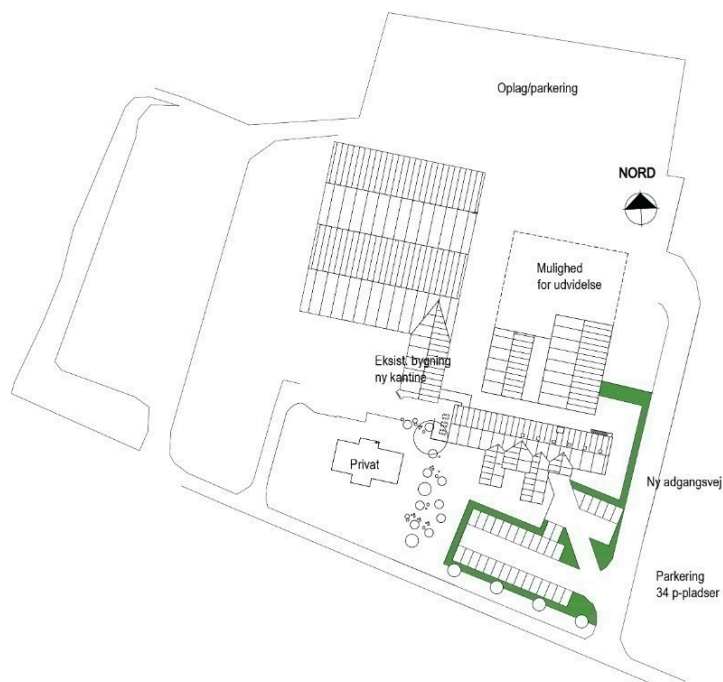 Oplag/parkering
NORD
Mulighed
for udvidelse
Eksist. bygning
ny kantine
Privat
Ny adgangsvej
Parkering
34 p-pladser